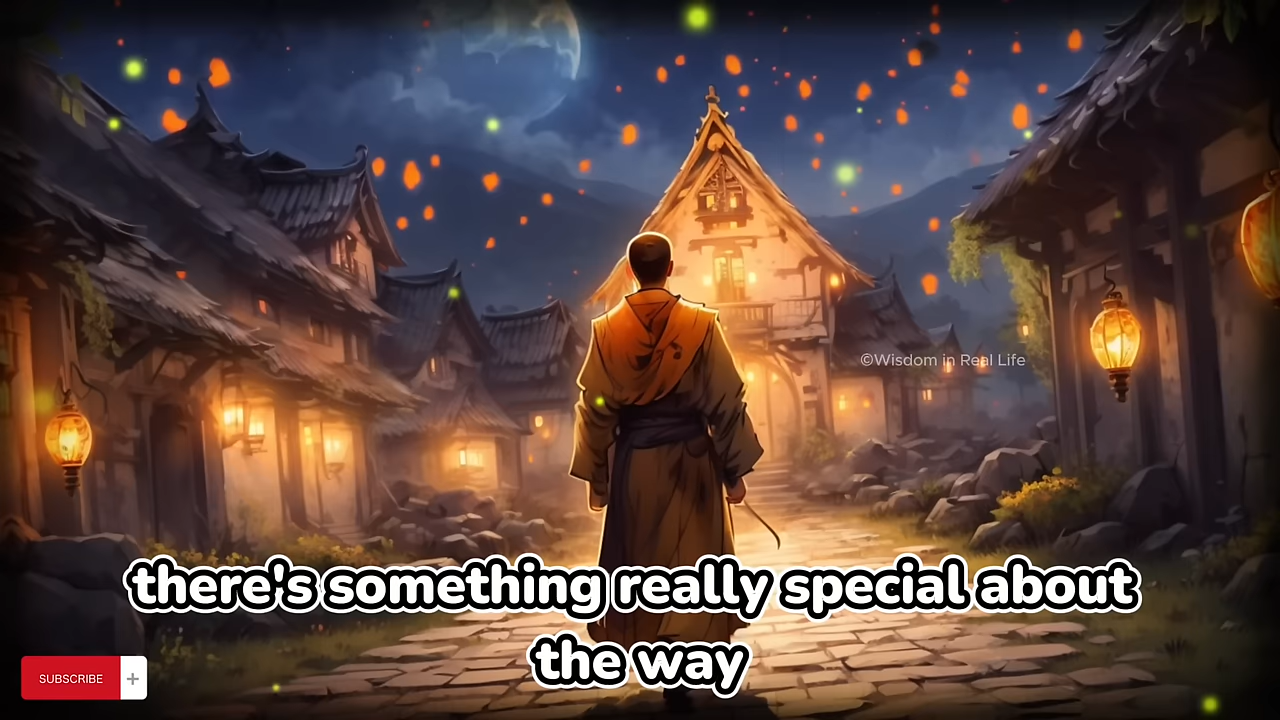 ©Wisdom in Real Life
there's something really special about
the way
SUBSCRIBE +